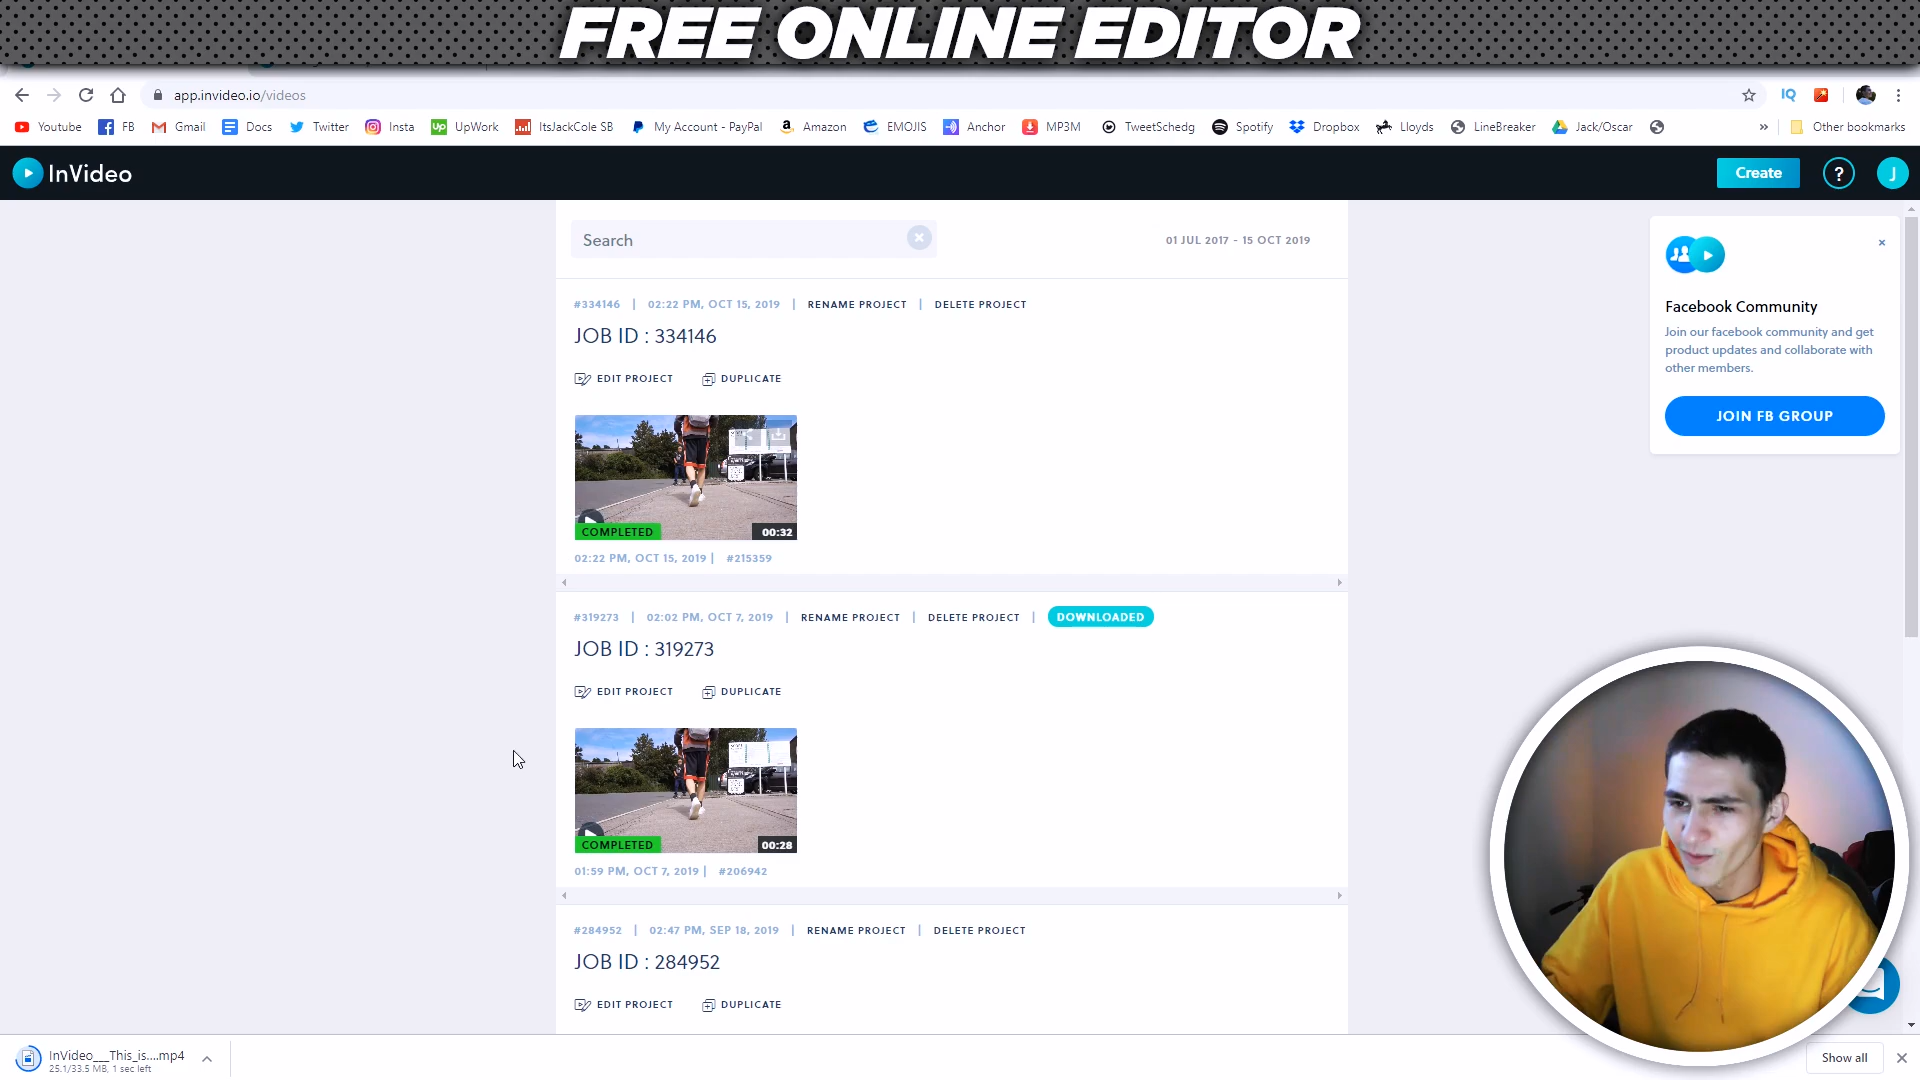 FREE ONLINE EDITOR
app.invideo.io/videos
IQ
Youtube FB Gmail Docs Twitter Insta Up UpWork ItsJackCole SB My Account - PayPal Amazon EMOJIS Anchor MP3M TweetSchedg Spotify Dropbox Lloyds LineBreaker Jack/Oscar » Other bookmarks
InVideo
Create ? J
Search
01 JUL 2017 - 15 OCT 2019
Facebook Community
Join our facebook community and get
product updates and collaborate with
other members.
JOIN FB GROUP
#334146 | 02:22 PM, OCT 15, 2019 | RENAME PROJECT | DELETE PROJECT
JOB ID : 334146
EDIT PROJECT DUPLICATE
COMPLETED 00:32
02:22 PM, OCT 15, 2019 | #215359
#319273 | 02:02 PM, OCT 7, 2019 | RENAME PROJECT | DELETE PROJECT | DOWNLOADED
JOB ID : 319273
EDIT PROJECT DUPLICATE
COMPLETED 00:28
01:59 PM, OCT 7, 2019 | #206942
#284952 | 02:47 PM, SEP 18, 2019 | RENAME PROJECT | DELETE PROJECT
JOB ID : 284952
EDIT PROJECT DUPLICATE
InVideo___This_is....mp4
25.1/33.5 MB, 1 sec left
Show all